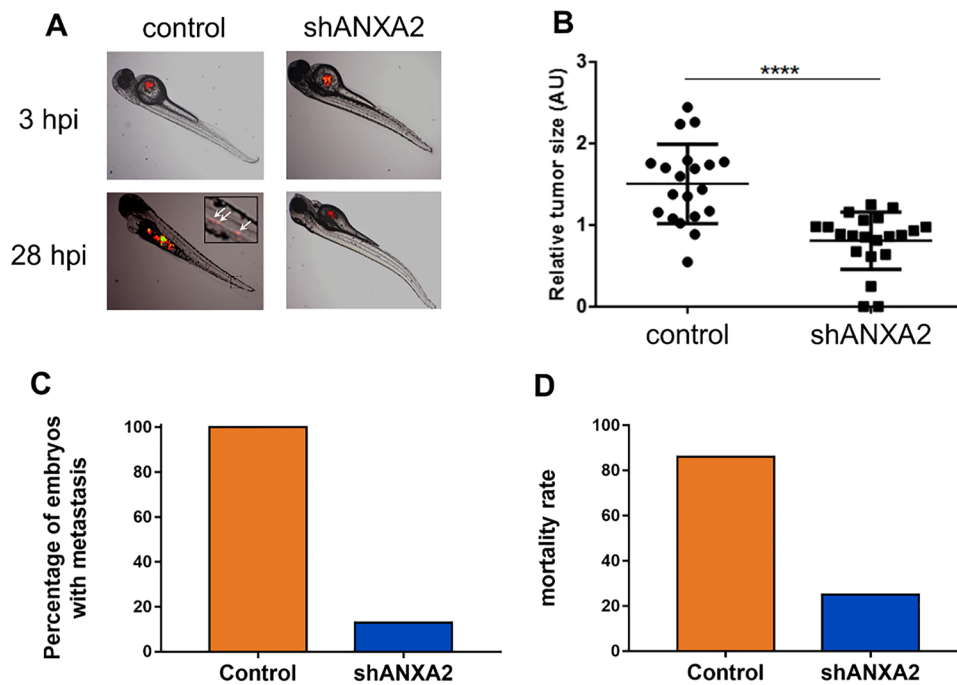 A
control
shANXA2
3 hpi
28 hpi
B
Relative tumor size (AU)
3
2
1
0
****
control
shANXA2
C
Percentage of embryos
with metastasis
100
80
60
40
20
0
Control
shANXA2
D
mortality rate
100
80
60
40
20
0
Control
shANXA2